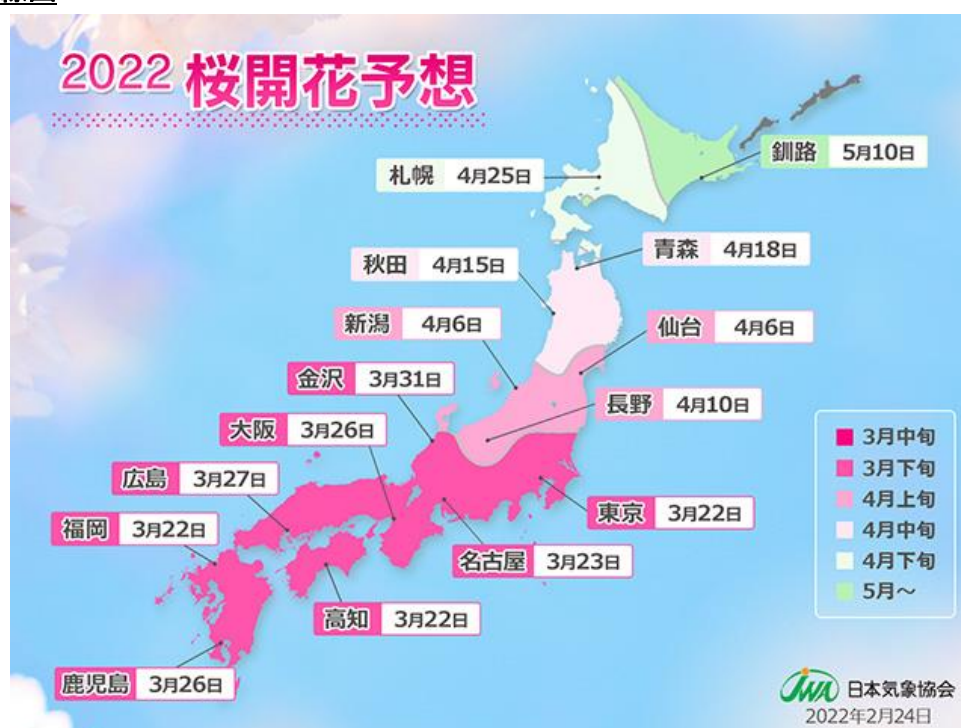 2022 桜開花予想
釧路 5月10日
札幌 4月25日
青森 4月18日
秋田 4月15日
新潟 4月6日
仙台 4月6日
金沢 3月31日
長野 4月10日
大阪 3月26日
広島 3月27日
東京 3月22日
福岡 3月22日
名古屋 3月23日
高知 3月22日
鹿児島 3月26日
3月中旬
3月下旬
4月上旬
4月中旬
4月下旬
5月～
JWA 日本気象協会
2022年2月24日